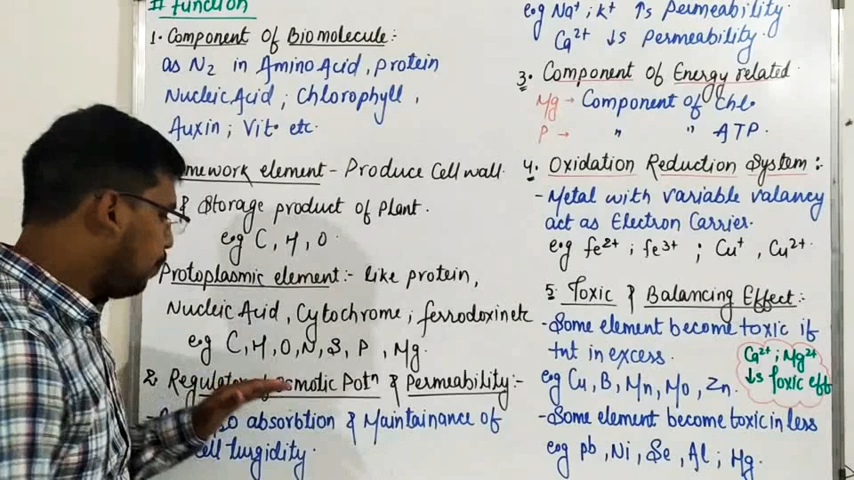 # Function
1. Component of Biomolecule:-
as N2 in Amino Acid, protein
Nucleic Acid ; Chlorophyll ,
Auxin ; Vit. etc.
mework element - Produce Cell wall
& Storage product of plant.
eg C, H, O.
Protoplasmic element:- like protein,
Nucleic Acid, Cytochrome ; ferrodoxin etc
eg C, H, O, N, S, P , Mg.
2. Regulator Osmotic Potn & Permeability:-
absorbtion & Maintainance of
Cell turgidity.
eg Na+ ; K+ ↑s Permeability.
Ca2+ ↓s Permeability.
3. Component of Energy related
Mg → Component of Chl.
P → " " ATP.
4. Oxidation Reduction System :-
- Metal with variable valancy
act as Electron Carrier.
eg fe2+ ; fe3+ ; Cu+ , Cu2+.
5. Toxic & Balancing Effect:-
- Some element become toxic if
tnt in excess.
eg Cu, B, Mn, Mo, Zn.
Ca2+ ; Mg2+
↓s Toxic eff
- Some element become toxic in less
eg pb, Ni, Se, Al ; Hg.